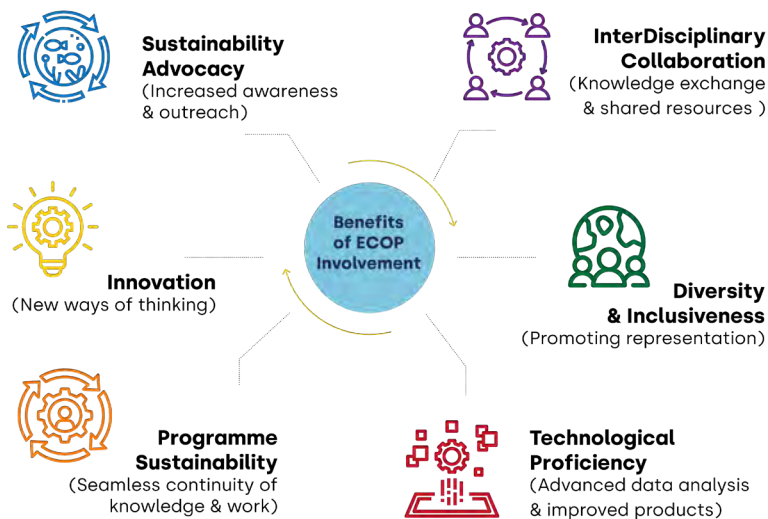 Sustainability
Advocacy
(Increased awareness
& outreach)
InterDisciplinary
Collaboration
(Knowledge exchange
& shared resources )
Benefits
of ECOP
Involvement
Innovation
(New ways of thinking)
Diversity
& Inclusiveness
(Promoting representation)
Programme
Sustainability
(Seamless continuity of
knowledge & work)
Technological
Proficiency
(Advanced data analysis
& improved products)